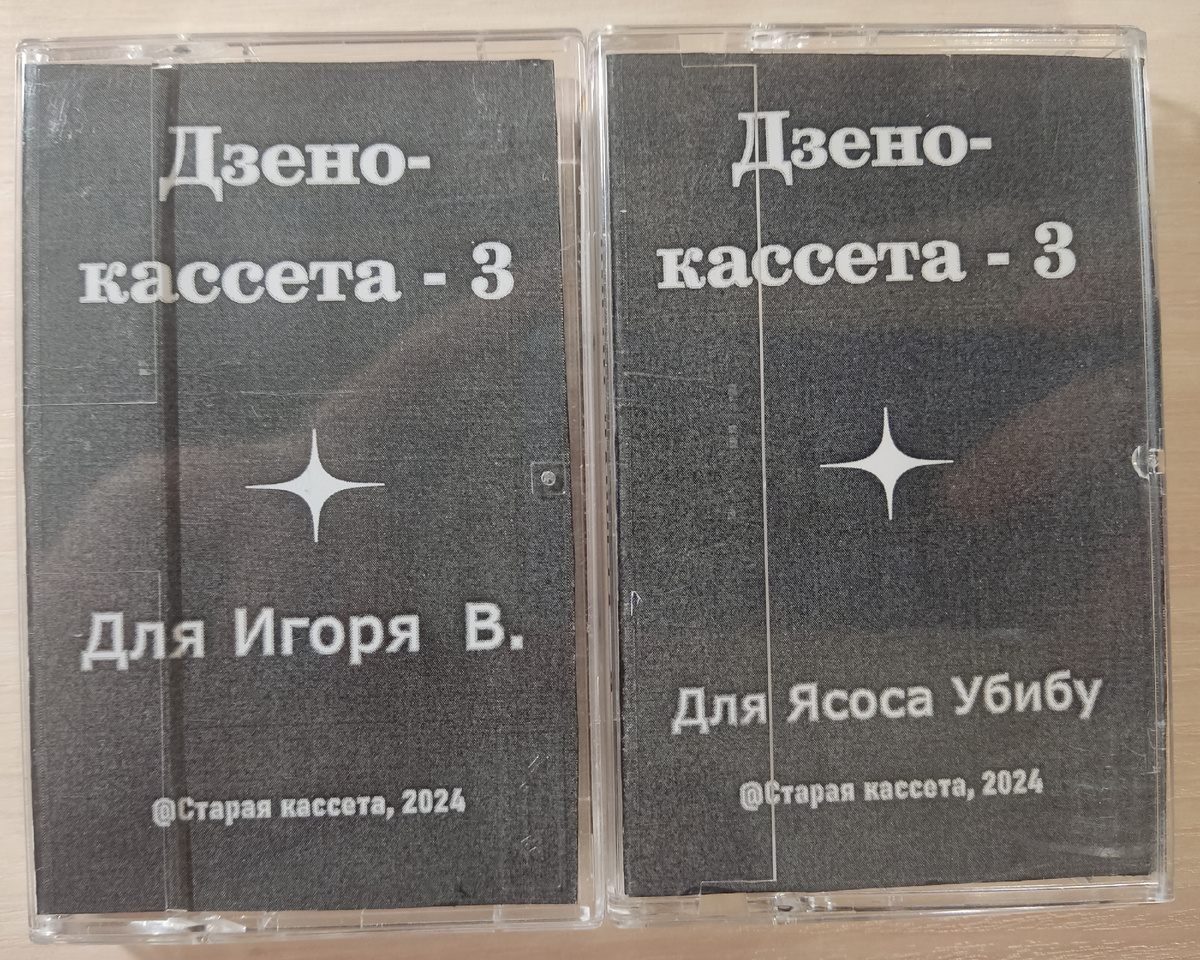 Дзено-
кассета - 3
Для Игоря В.
@Старая кассета, 2024
Дзено-
кассета - 3
Для Ясоса Убибу
@Старая кассета, 2024